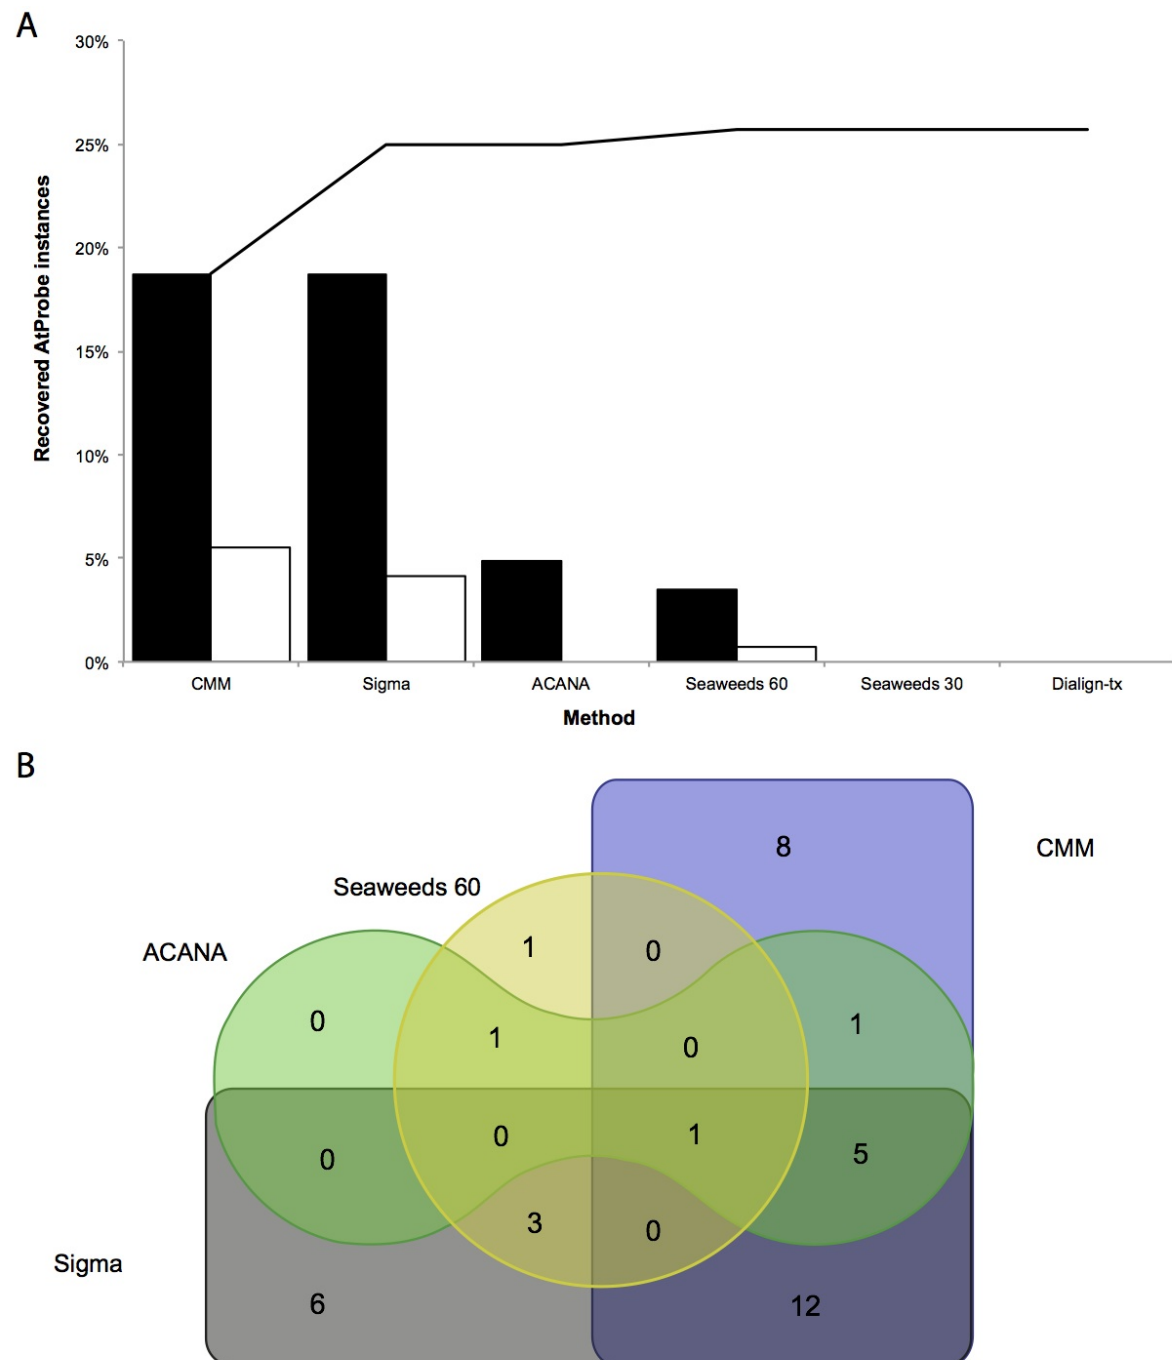 A
30%
25%
20%
15%
10%
5%
0%
Recovered AtProbe instances
CMM Sigma ACANA Seaweeds 60 Seaweeds 30 Dialign-tx
Method
B
8
CMM
Seaweeds 60
1 0
ACANA
0 1 0 1
0 0 1 5
3 0
Sigma
6 12